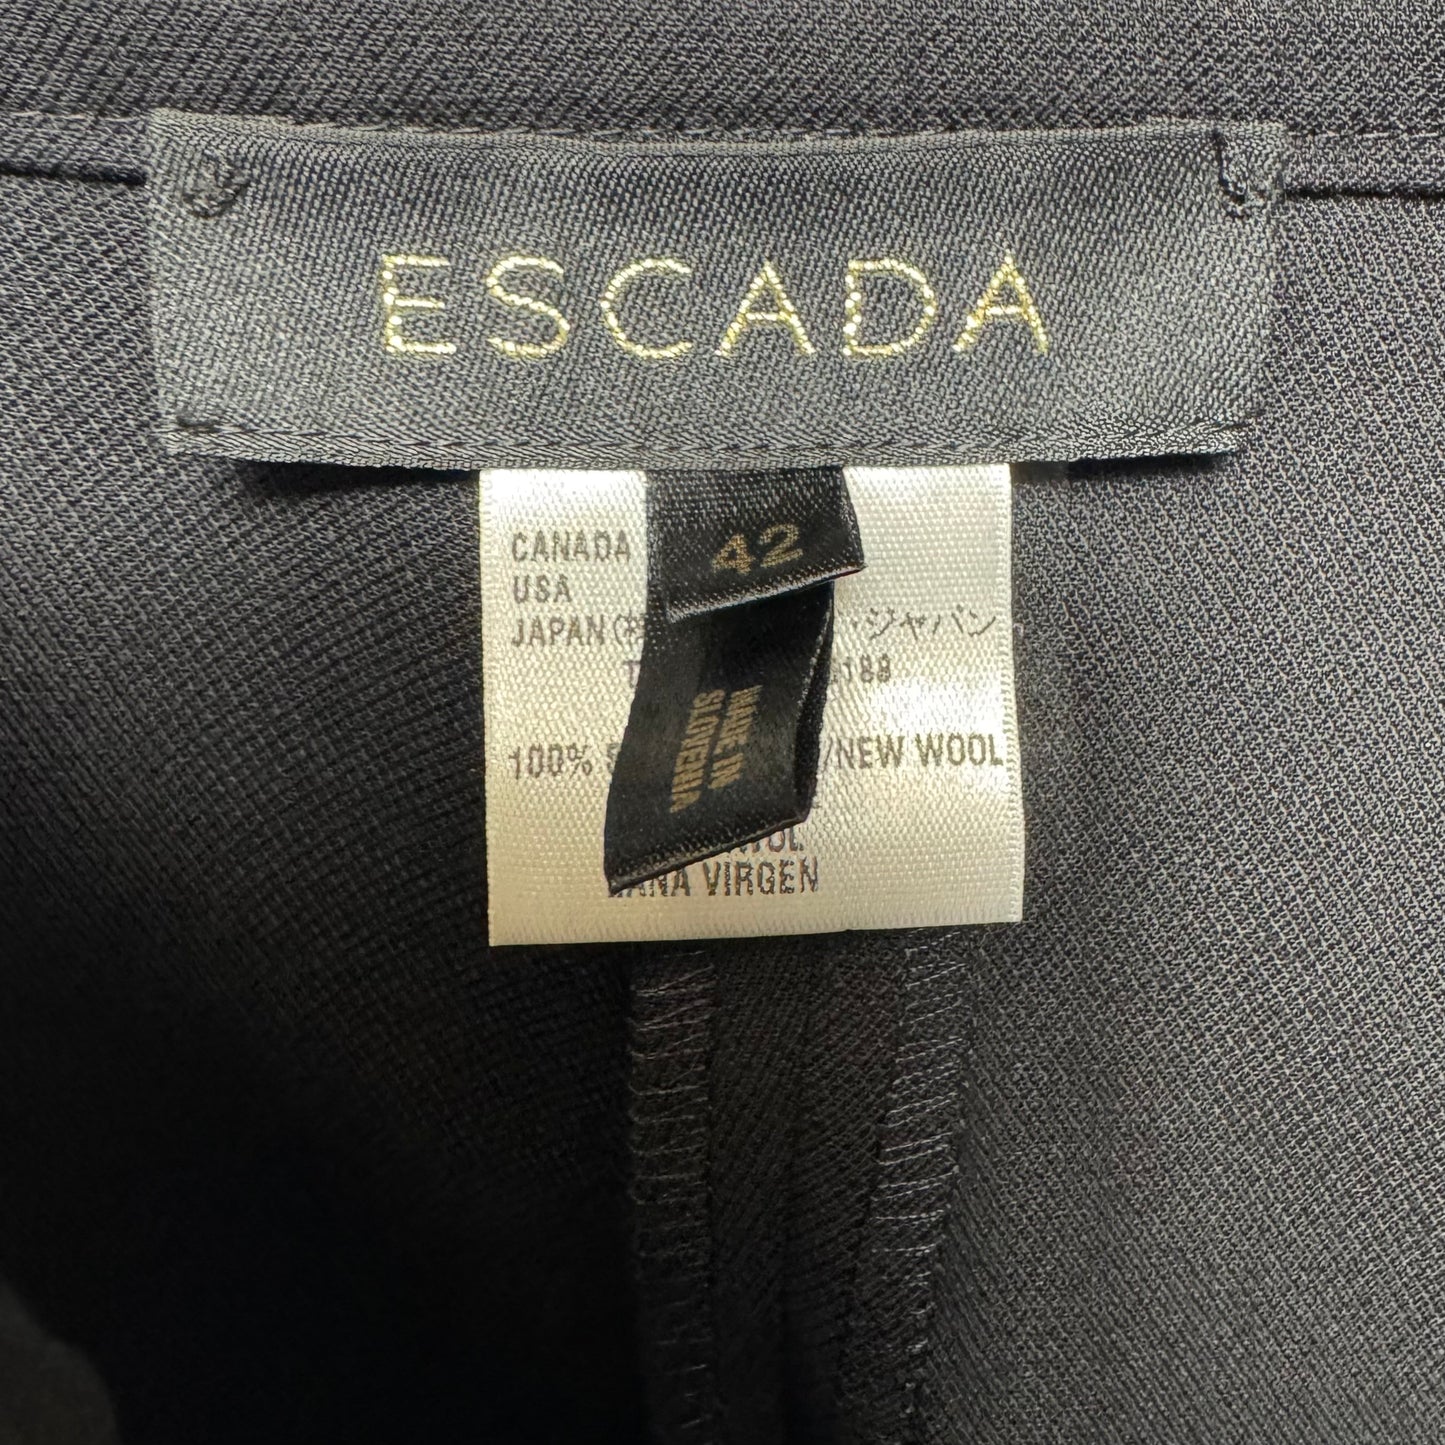 ESCADA
42
CANADA
USA
JAPAN ・ジャパン
188
MADE IN
SLOVENIA
100% /NEW WOOL
VIRGEN